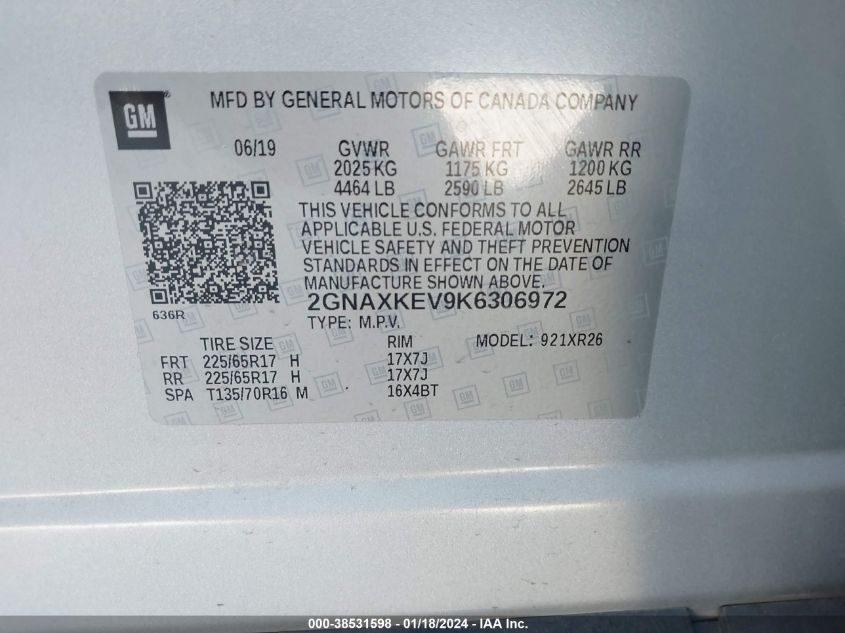 GM
MFD BY GENERAL MOTORS OF CANADA COMPANY
06/19 GVWR GAWR FRT GAWR RR
2025 KG 1175 KG 1200 KG
4464 LB 2590 LB 2645 LB
THIS VEHICLE CONFORMS TO ALL
APPLICABLE U.S. FEDERAL MOTOR
VEHICLE SAFETY AND THEFT PREVENTION
STANDARDS IN EFFECT ON THE DATE OF
MANUFACTURE SHOWN ABOVE.
2GNAXKEV9K6306972
636R
TYPE: M.P.V.
TIRE SIZE RIM MODEL: 921XR26
FRT 225/65R17 H 17X7J
RR 225/65R17 H 17X7J
SPA T135/70R16 M 16X4BT
000-38531598 - 01/18/2024 - IAA Inc.